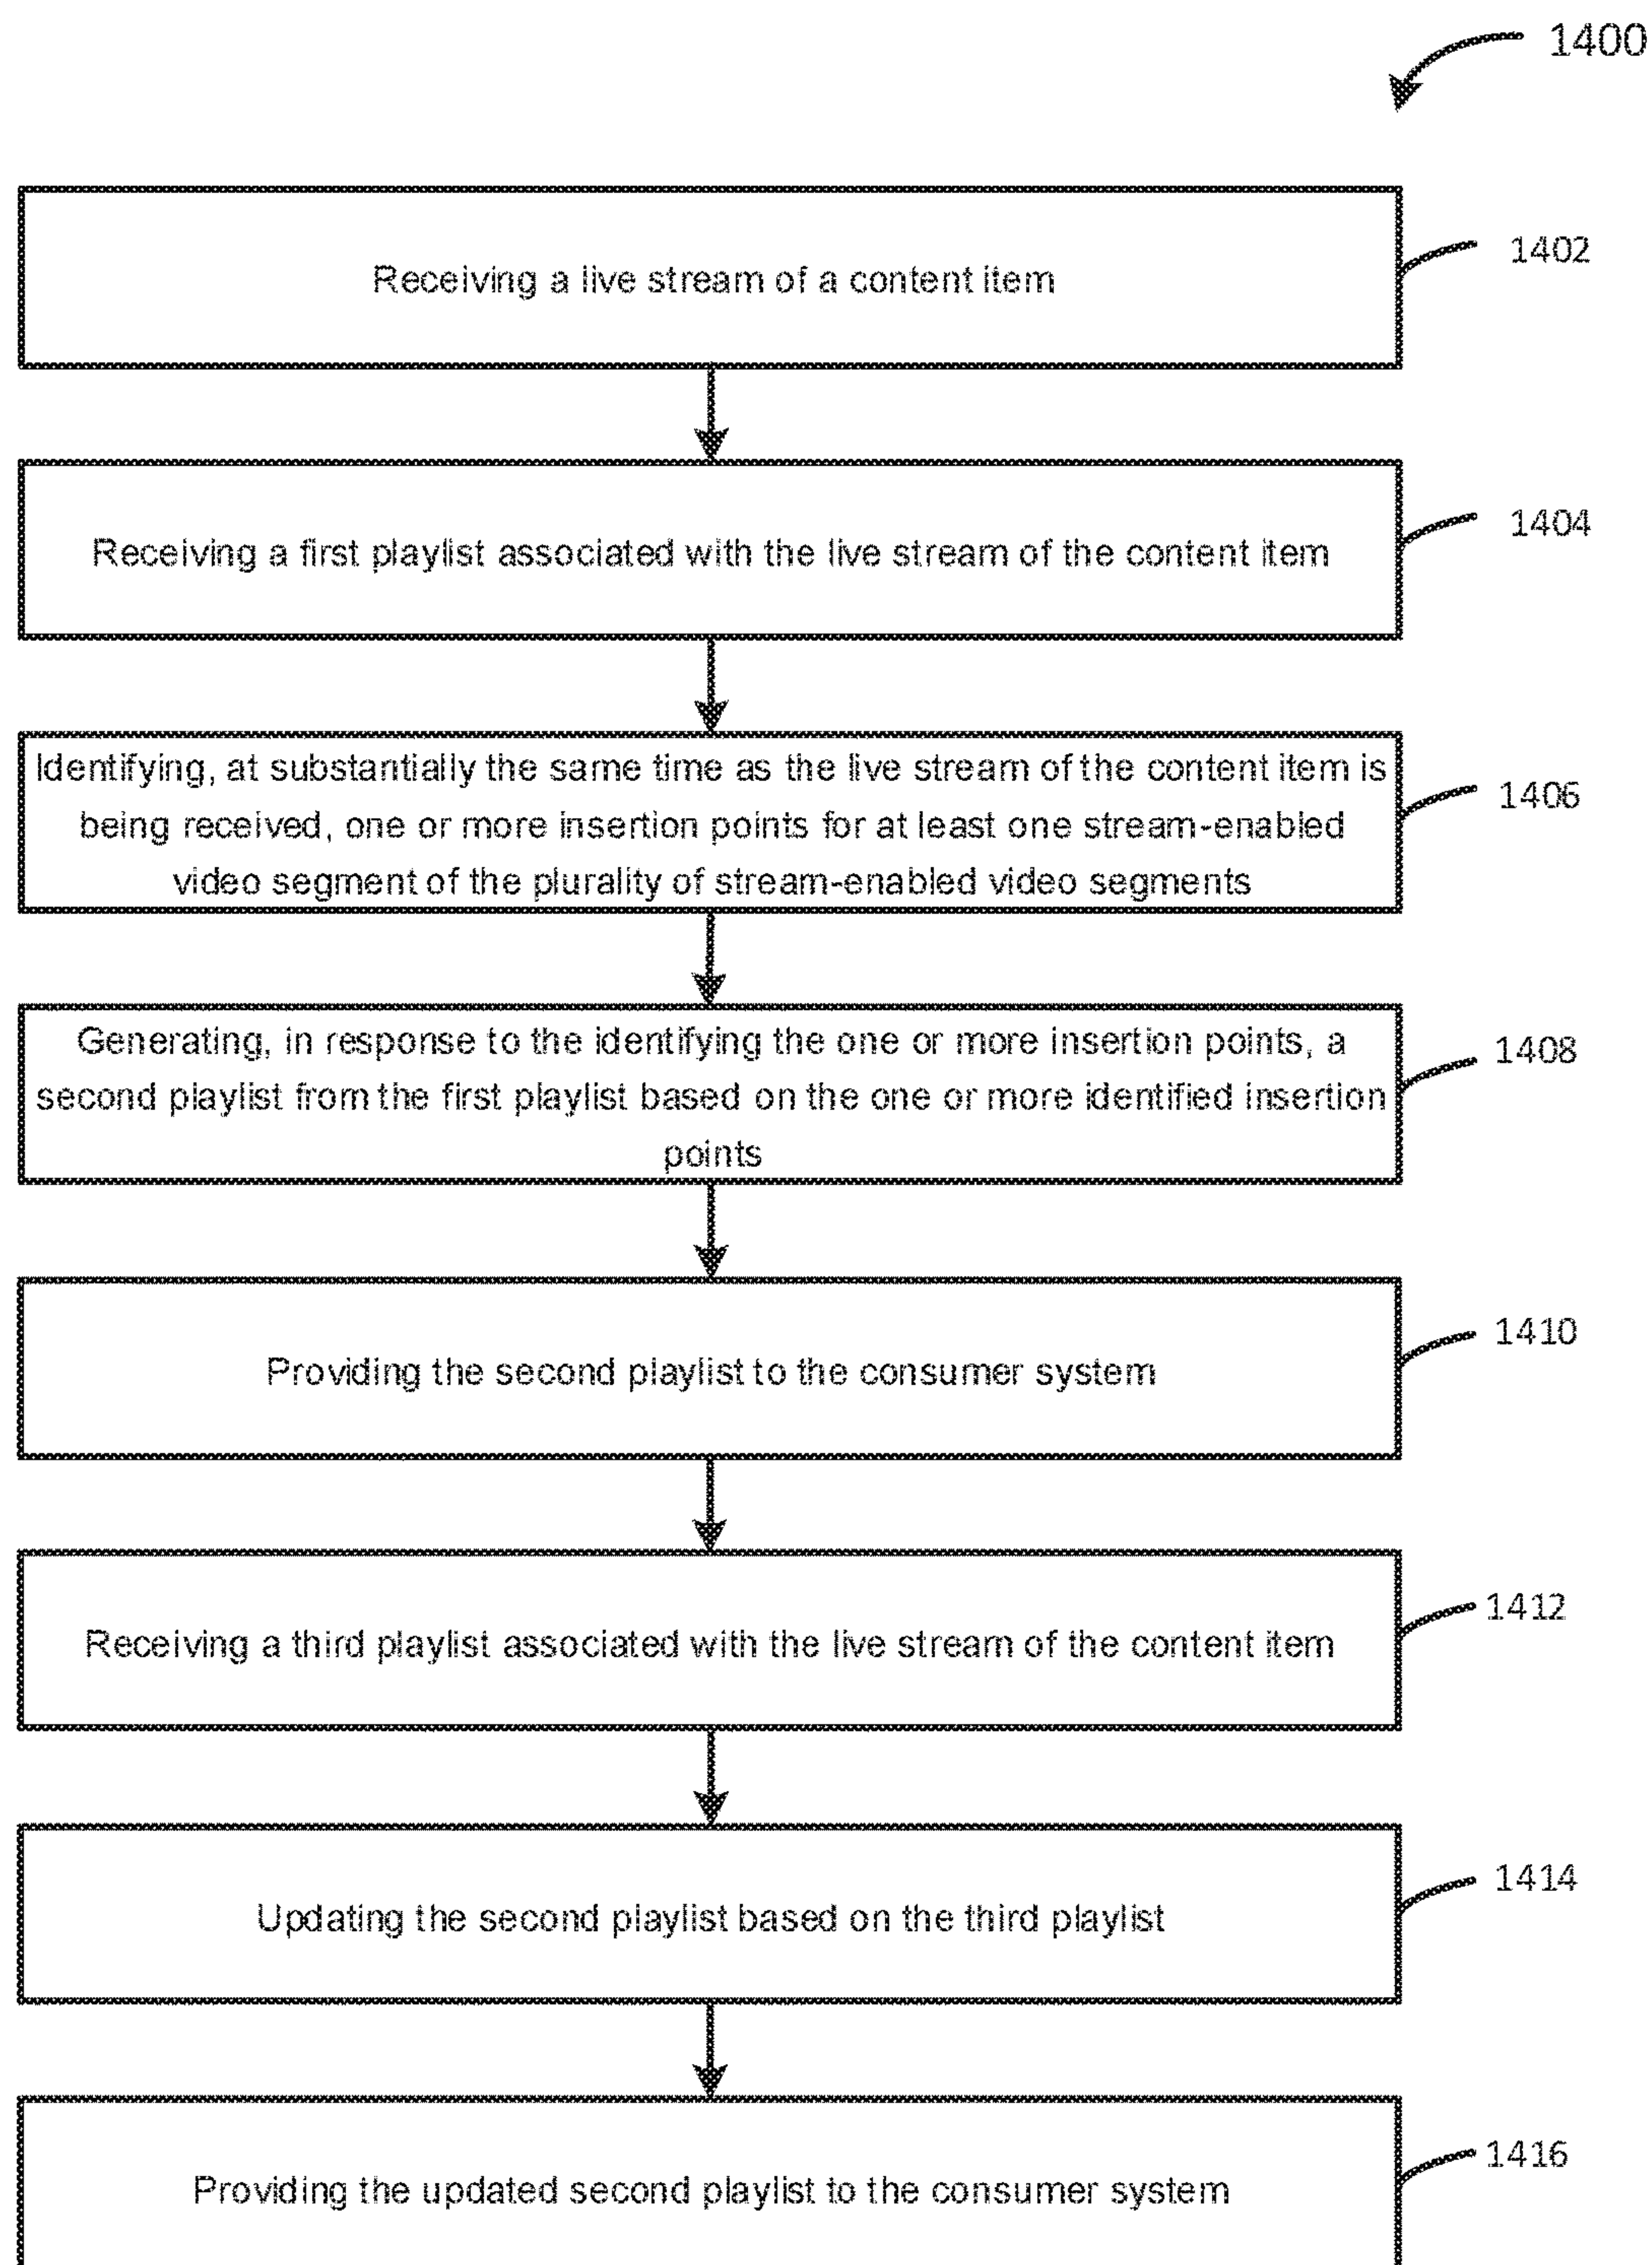 1400
Receiving a live stream of a content item
1402
Receiving a first playlist associated with the live stream of the content item
1404
Identifying, at substantially the same time as the live stream of the content item is
being received, one or more insertion points for at least one stream-enabled
video segment of the plurality of stream-enabled video segments
1406
Generating, in response to the identifying the one or more insertion points, a
second playlist from the first playlist based on the one or more identified insertion
points
1408
Providing the second playlist to the consumer system
1410
Receiving a third playlist associated with the live stream of the content item
1412
Updating the second playlist based on the third playlist
1414
Providing the updated second playlist to the consumer system
1416